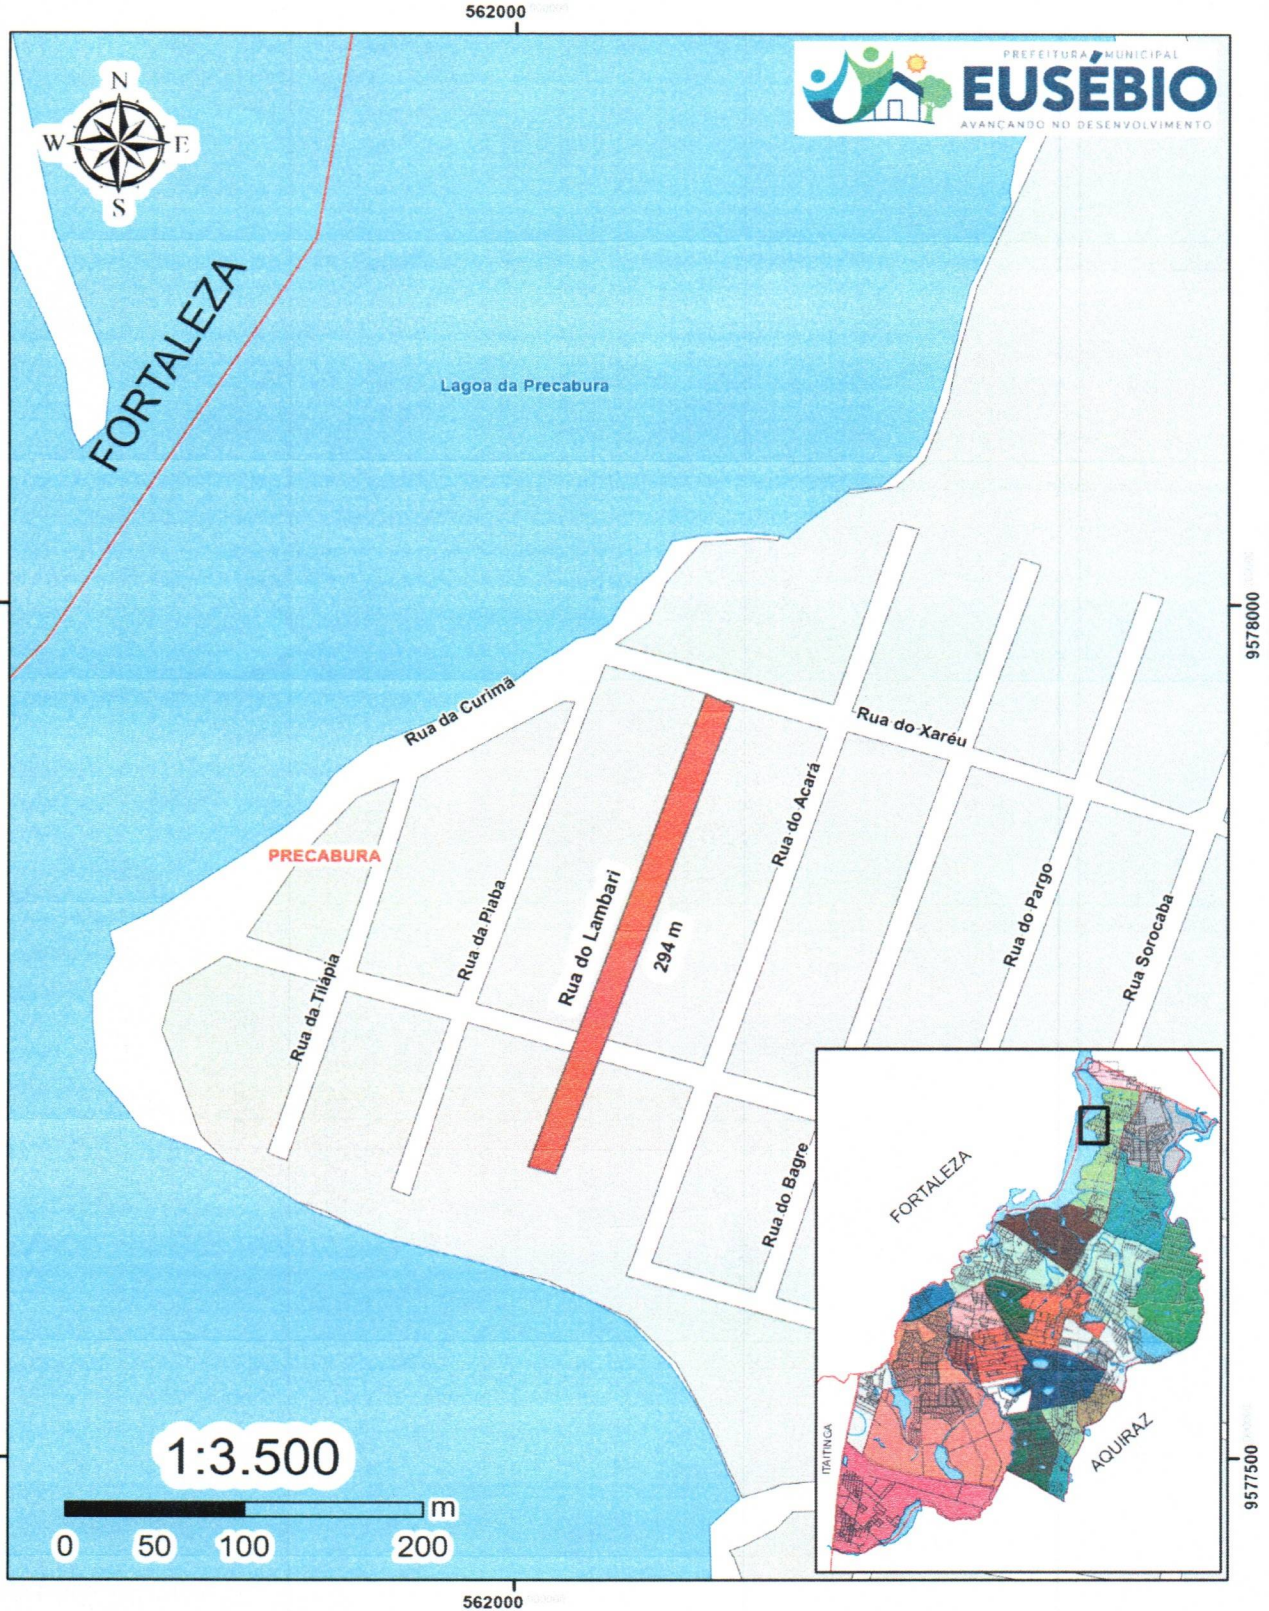 562000
PREFEITURA MUNICIPAL
EUSÉBIO
AVANÇANDO NO DESENVOLVIMENTO
N
W E
S
FORTALEZA
Lagoa da Precabura
9578000
Rua da Curimã
Rua do Xaréu
Rua do Acará
PRECABURA
Rua do Lambari
294 m
Rua da Piaba
Rua do Pargo
Rua Sorocaba
Rua da Tilápia
Rua do Bagre
FORTALEZA
AQUIRAZ
ITAITINGA
1:3.500
m
0 50 100 200
9577500
562000